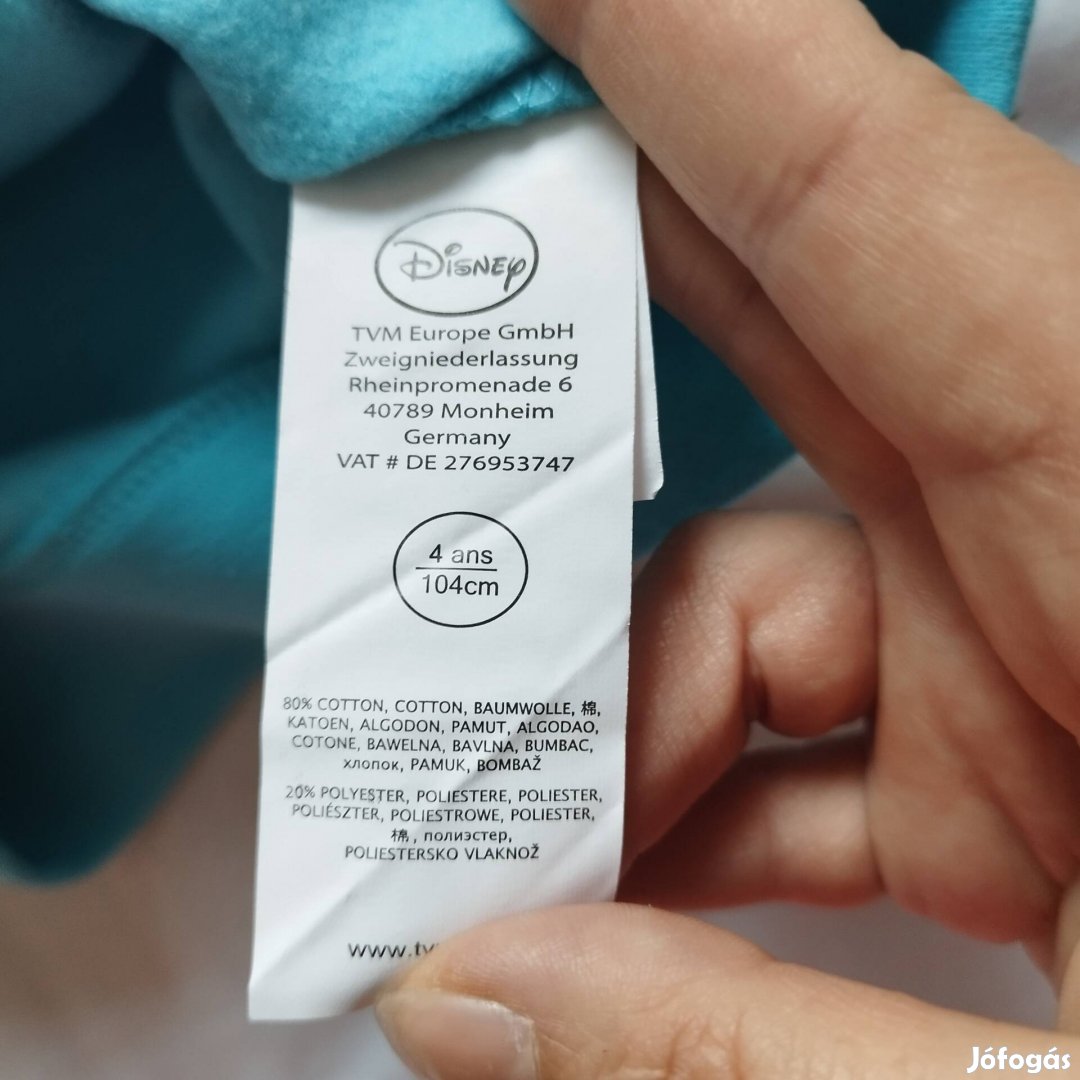 Disney
TVM Europe GmbH
Zweigniederlassung
Rheinpromenade 6
40789 Monheim
Germany
VAT # DE 276953747
4 ans
104cm
80% COTTON, COTTON, BAUMWOLLE, 棉,
KATOEN, ALGODON, PAMUT, ALGODAO,
COTONE, BAWELNA, BAVLNA, BUMBAC,
хлопок, PAMUK, BOMBAŽ
20% POLYESTER, POLIESTERE, POLIESTER,
POLIÉSZTER, POLIESTROWE, POLIESTER,
棉, полиэстер,
POLIESTERSKO VLAKNOŽ
www.tv
Jófogás